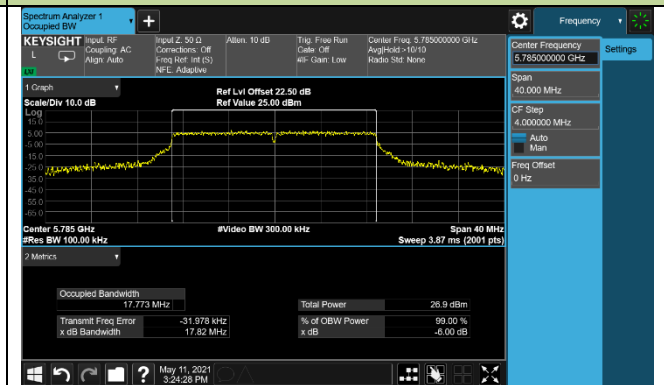 Spectrum Analyzer 1
Occupied BW
+
Frequency
KEYSIGHT
L
Input: RF
Coupling: AC
Align: Auto
Input Z: 50 Ω
Corrections: Off
Freq Ref: Int (S)
NFE: Adaptive
Atten: 10 dB
Trig: Free Run
Gate: Off
#IF Gain: Low
Center Freq: 5.785000000 GHz
Avg|Hold:>10/10
Radio Std: None
Center Frequency
5.785000000 GHz
Settings
Span
40.000 MHz
CF Step
4.000000 MHz
Auto
Man
Freq Offset
0 Hz
1 Graph
Scale/Div 10.0 dB
Ref Lvl Offset 22.50 dB
Ref Value 25.00 dBm
Log
15.0
5.00
-5.00
-15.0
-25.0
-35.0
-45.0
-55.0
-65.0
Center 5.785 GHz
#Video BW 300.00 kHz
Span 40 MHz
#Res BW 100.00 kHz
Sweep 3.87 ms (2001 pts)
2 Metrics
Occupied Bandwidth
17.773 MHz
Total Power 26.9 dBm
Transmit Freq Error -31.978 kHz
% of OBW Power 99.00 %
x dB Bandwidth 17.82 MHz
x dB -6.00 dB
?
May 11, 2021
3:24:28 PM